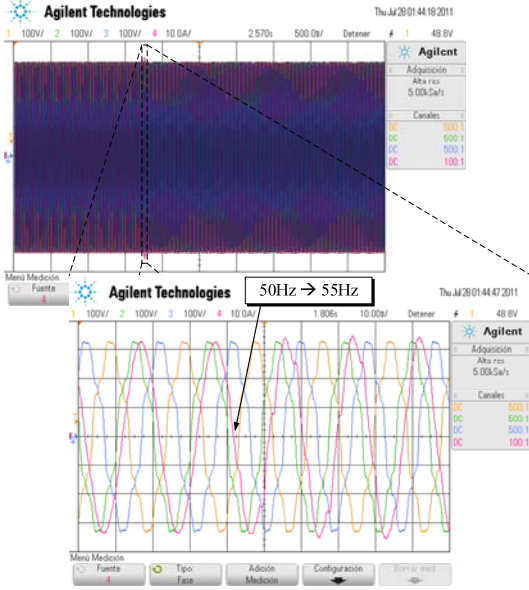 Agilent Technologies
Thu Jul 28 01:44:18 2011
1 100V/ 2 100V/ 3 100V/ 4 10.0A/ 2.570s 500.0ms/ Detener 1 48.8V
Agilent
Adquisición
Alta res
5.00kSa/s
Canales
DC 500:1
DC 500:1
DC 500:1
DC 100:1
Menú Medición
Fuente
4
50Hz → 55Hz
Agilent Technologies
Thu Jul 28 01:44:47 2011
1 100V/ 2 100V/ 3 100V/ 4 10.0A/ 1.806s 10.00ms/ Detener 1 48.8V
Agilent
Adquisición
Alta res
5.00kSa/s
Canales
DC 500:1
DC 500:1
DC 500:1
DC 100:1
Menú Medición
Fuente
4
Tipo:
Fase
Adición
Medición
Configuración
Borrar med